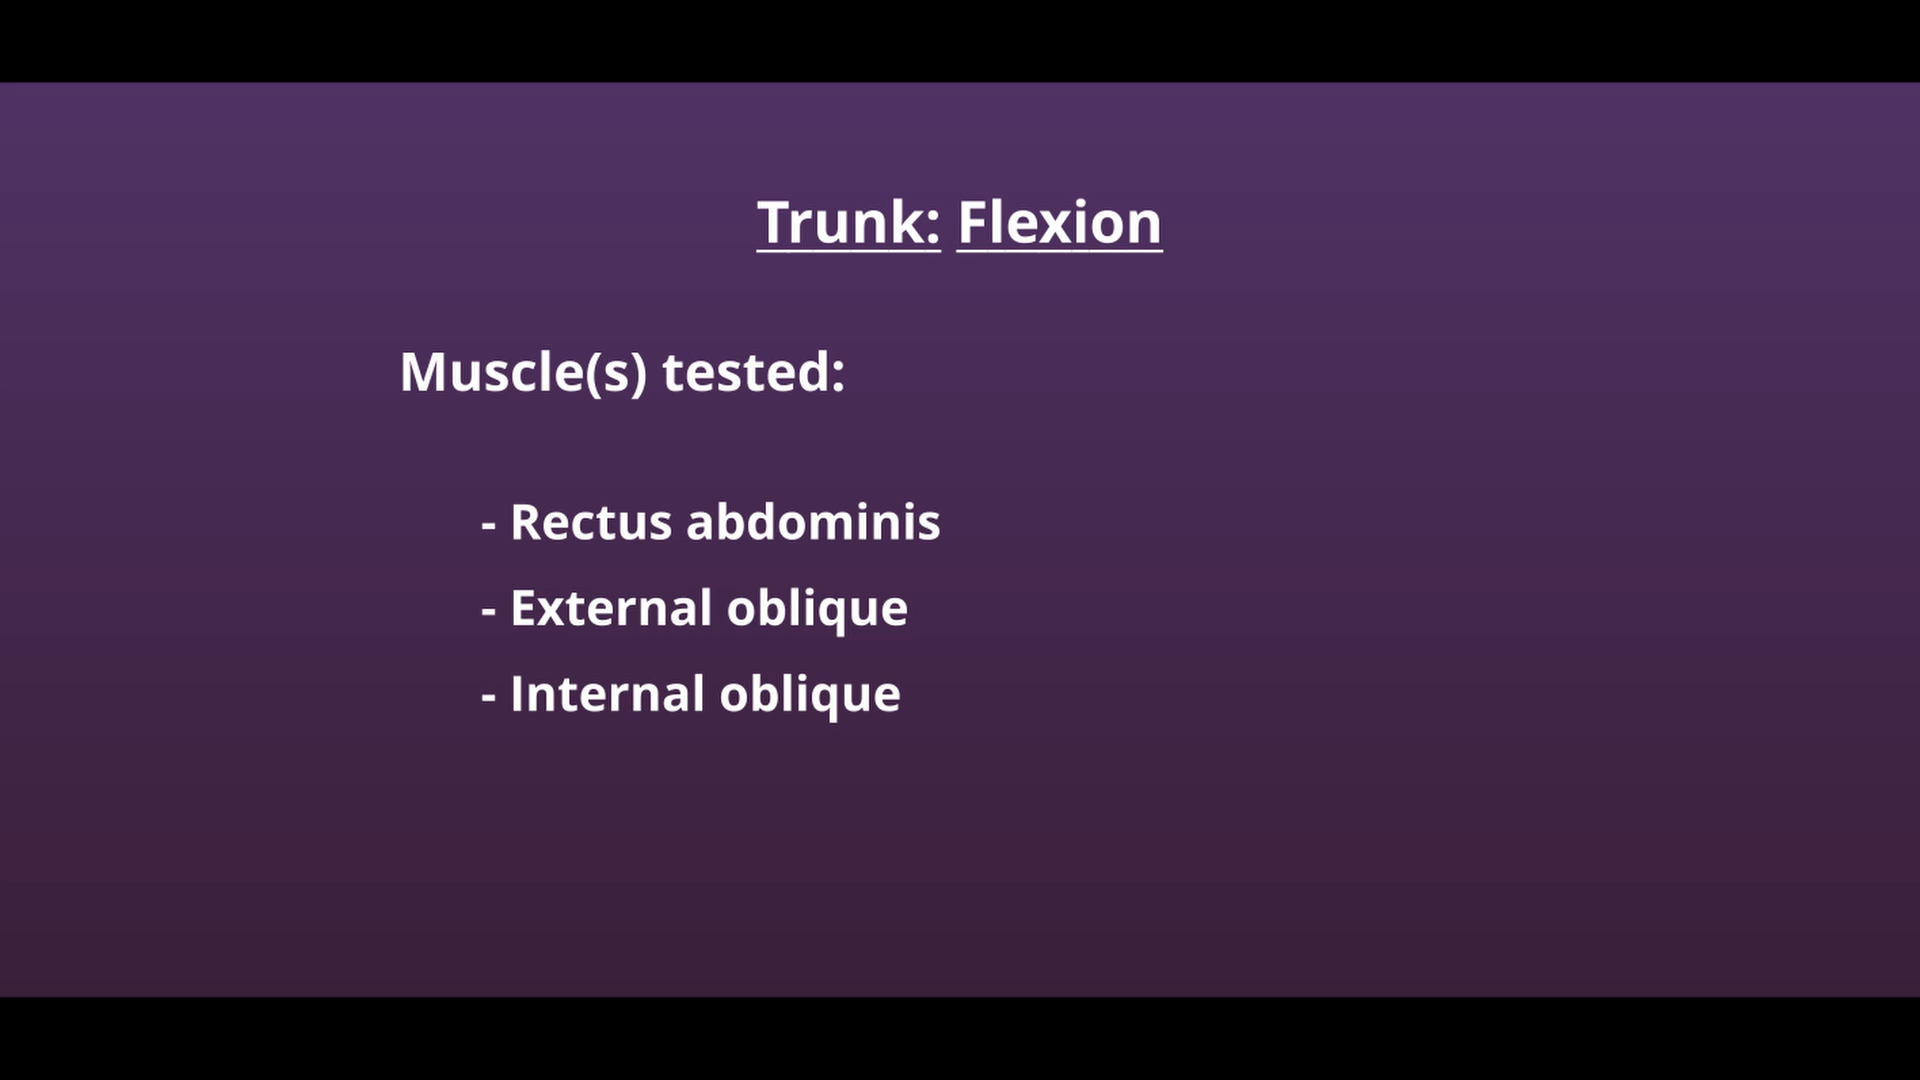 Trunk: Flexion
Muscle(s) tested:
- Rectus abdominis
- External oblique
- Internal oblique